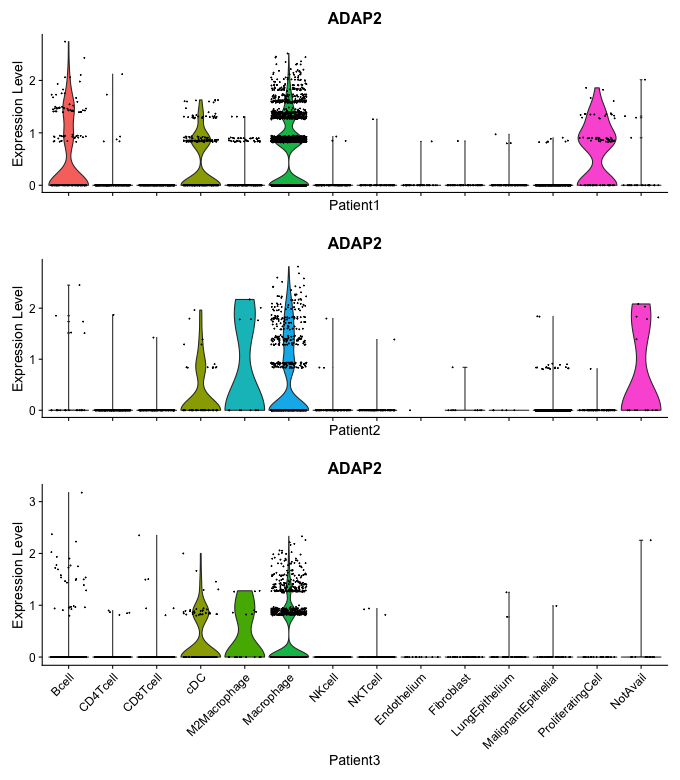 ADAP2
Expression Level
2
1
0
Patient1
ADAP2
Expression Level
2
1
0
Patient2
ADAP2
Expression Level
3
2
1
0
Bcell
CD4Tcell
CD8Tcell
cDC
M2Macrophage
Macrophage
NKcell
NKTcell
Endothelium
Fibroblast
LungEpithelium
MalignantEpithelial
ProliferatingCell
NotAvail
Patient3